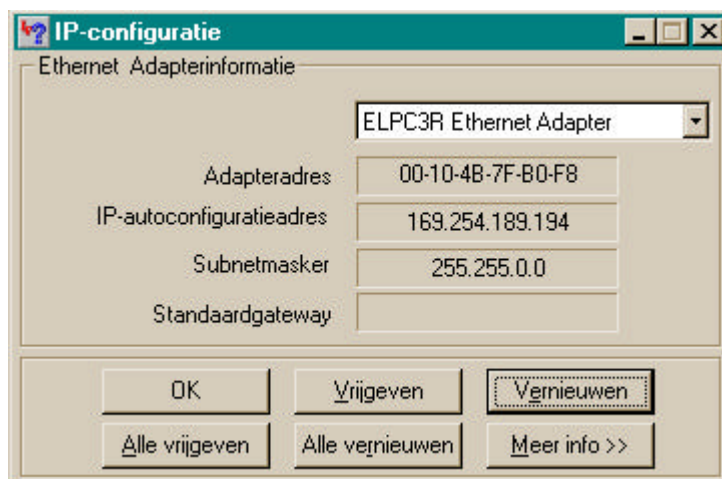 IP-configuratie
Ethernet Adapterinformatie
ELPC3R Ethernet Adapter
Adapteradres 00-10-4B-7F-B0-F8
IP-autoconfiguratieadres 169.254.189.194
Subnetmasker 255.255.0.0
Standaardgateway
OK Vrijgeven Vernieuwen
Alle vrijgeven Alle vernieuwen Meer info >>